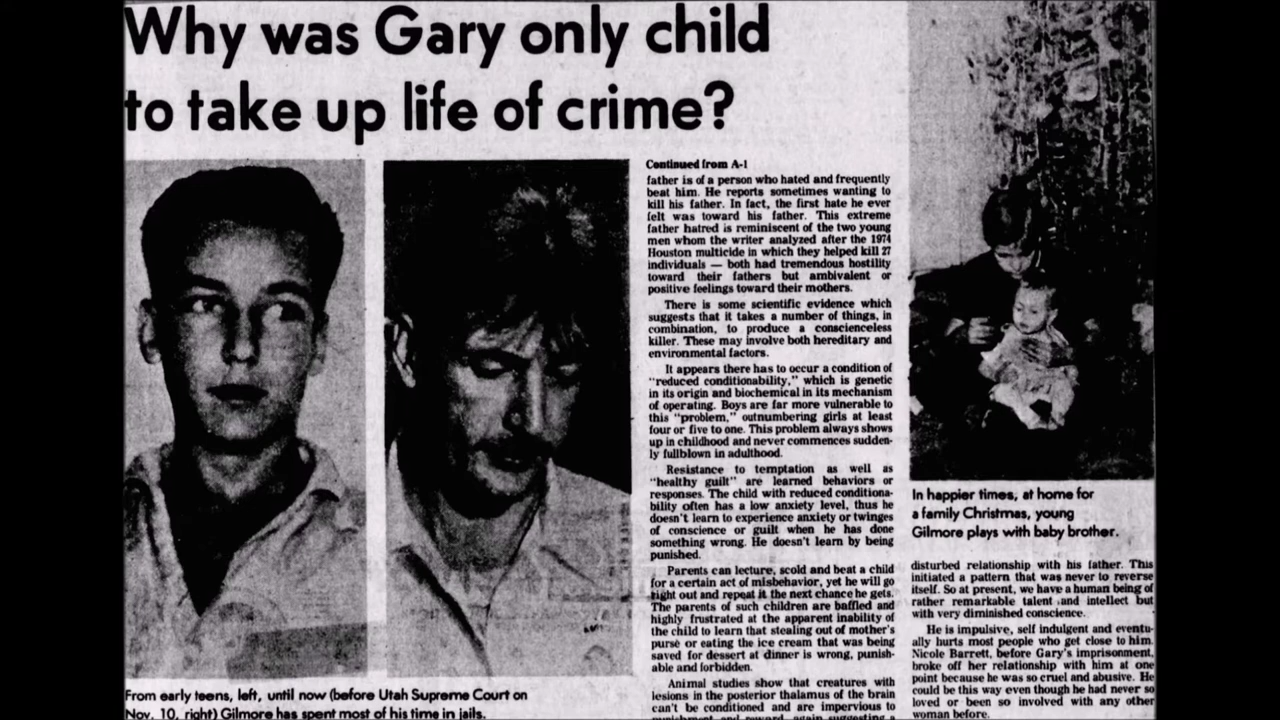 Why was Gary only child
to take up life of crime?
Continued from A-1
father is of a person who hated and frequently
beat him. He reports sometimes wanting to
kill his father. In fact, the first hate he ever
felt was toward his father. This extreme
father hatred is reminiscent of the two young
men whom the writer analyzed after the 1974
Houston multicide in which they helped kill 27
individuals — both had tremendous hostility
toward their fathers but ambivalent or
positive feelings toward their mothers.
There is some scientific evidence which
suggests that it takes a number of things, in
combination, to produce a conscienceless
killer. These may involve both hereditary and
environmental factors.
It appears there has to occur a condition of
"reduced conditionability," which is genetic
in its origin and biochemical in its mechanism
of operating. Boys are far more vulnerable to
this "problem," outnumbering girls at least
four or five to one. This problem always shows
up in childhood and never commences sudden-
ly fullblown in adulthood.
Resistance to temptation as well as
"healthy guilt" are learned behaviors or
responses. The child with reduced conditiona-
bility often has a low anxiety level, thus he
doesn't learn to experience anxiety or twinges
of conscience or guilt when he has done
something wrong. He doesn't learn by being
punished.
Parents can lecture, scold and beat a child
for a certain act of misbehavior, yet he will go
right out and repeat it the next chance he gets.
The parents of such children are baffled and
highly frustrated at the apparent inability of
the child to learn that stealing out of mother's
purse or eating the ice cream that was being
saved for dessert at dinner is wrong, punish-
able and forbidden.
Animal studies show that creatures with
lesions in the posterior thalamus of the brain
can't be conditioned and are impervious to
punishment and reward, again suggesting a
In happier times, at home for
a family Christmas, young
Gilmore plays with baby brother.
disturbed relationship with his father. This
initiated a pattern that was never to reverse
itself. So at present, we have a human being of
rather remarkable talent and intellect but
with very diminished conscience.
He is impulsive, self indulgent and eventu-
ally hurts most people who get close to him.
Nicole Barrett, before Gary's imprisonment,
broke off her relationship with him at one
point because he was so cruel and abusive. He
could be this way even though he had never so
loved or been so involved with any other
woman before.
From early teens, left, until now (before Utah Supreme Court on
Nov. 10, right) Gilmore has spent most of his time in jails.